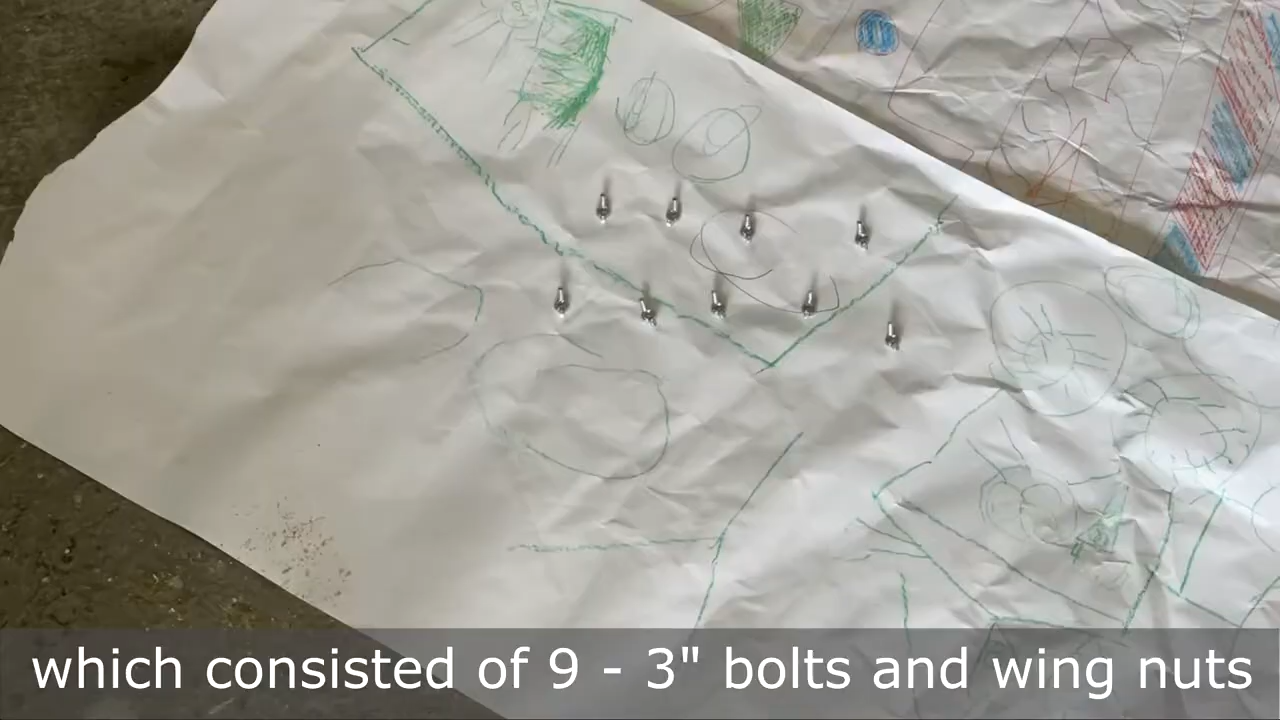 which consisted of 9 - 3" bolts and wing nuts